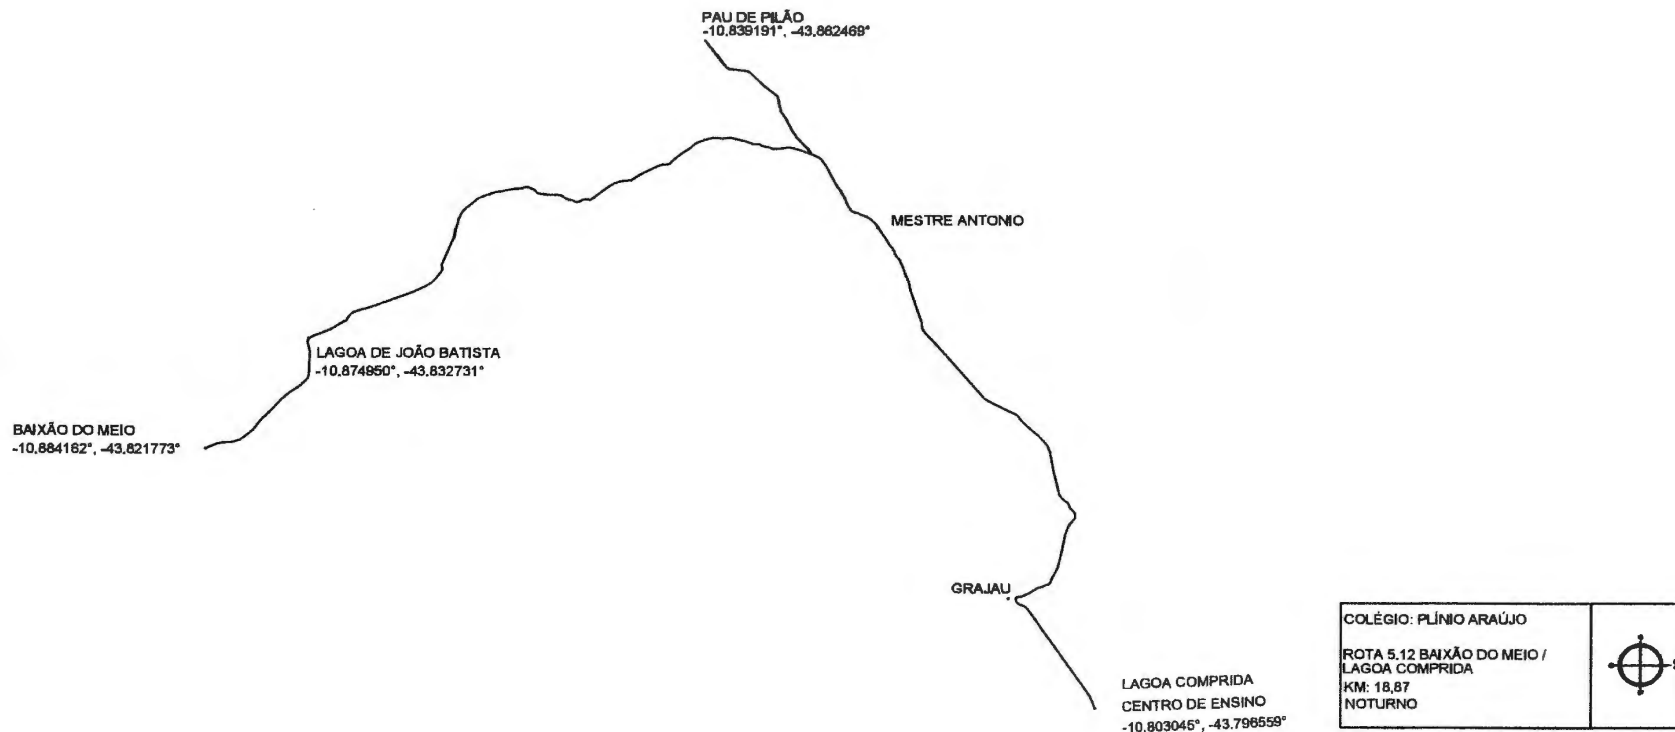 PAU DE PILÃO
-10.839191°, -43.862469°
MESTRE ANTONIO
LAGOA DE JOÃO BATISTA
-10.874950°, -43.832731°
BAIXÃO DO MEIO
-10.884162°, -43.821773°
GRAJAU
LAGOA COMPRIDA
CENTRO DE ENSINO
-10.803045°, -43.796559°
COLÉGIO: PLÍNIO ARAÚJO
ROTA 5.12 BAIXÃO DO MEIO /
LAGOA COMPRIDA
KM: 18,87
NOTURNO